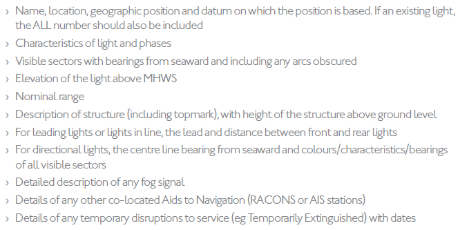 › Name, location, geographic position and datum on which the position is based. If an existing light,
the ALL number should also be included
› Characteristics of light and phases
› Visible sectors with bearings from seaward and including any arcs obscured
› Elevation of the light above MHWS
› Nominal range
› Description of structure (including topmark), with height of the structure above ground level
› For leading lights or lights in line, the lead and distance between front and rear lights
› For directional lights, the centre line bearing from seaward and colours/characteristics/bearings
of all visible sectors
› Detailed description of any fog signal
› Details of any other co-located Aids to Navigation (RACONS or AIS stations)
› Details of any temporary disruptions to service (eg Temporarily Extinguished) with dates